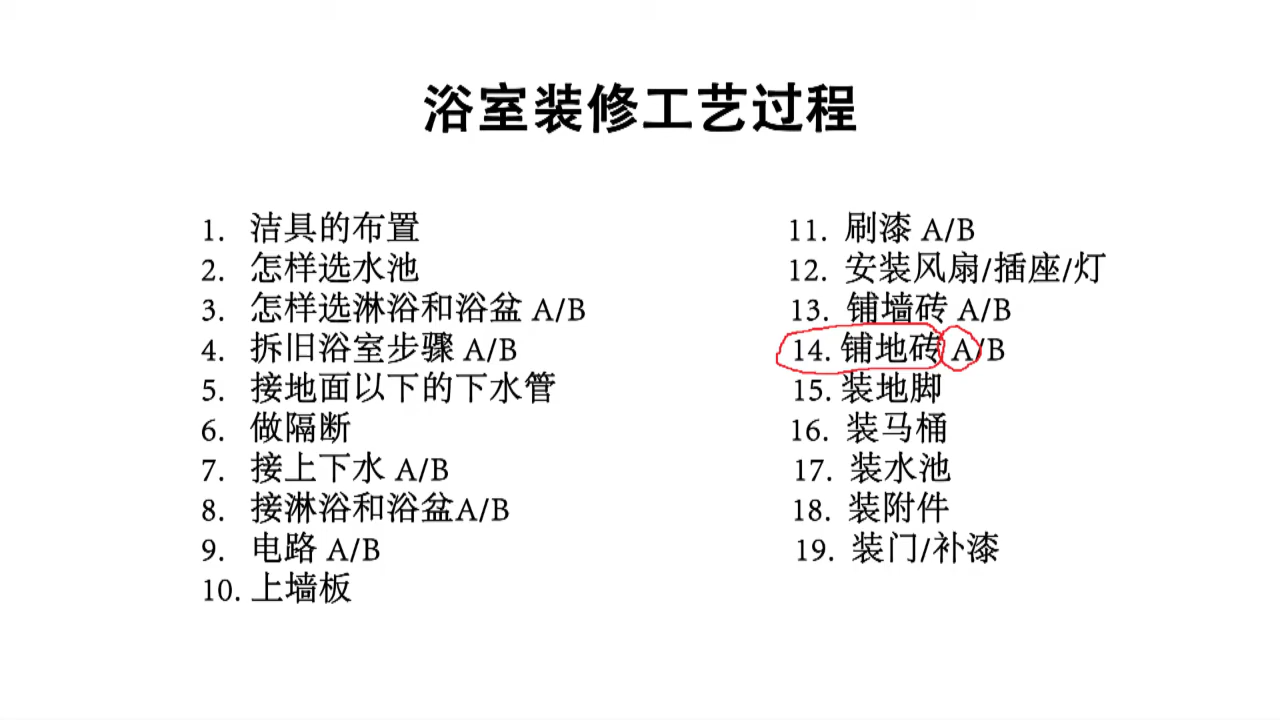 浴室装修工艺过程
1. 洁具的布置
2. 怎样选水池
3. 怎样选淋浴和浴盆 A/B
4. 拆旧浴室步骤 A/B
5. 接地面以下的下水管
6. 做隔断
7. 接上下水 A/B
8. 接淋浴和浴盆A/B
9. 电路 A/B
10. 上墙板
11. 刷漆 A/B
12. 安装风扇/插座/灯
13. 铺墙砖 A/B
14. 铺地砖 A/B
15. 装地脚
16. 装马桶
17. 装水池
18. 装附件
19. 装门/补漆